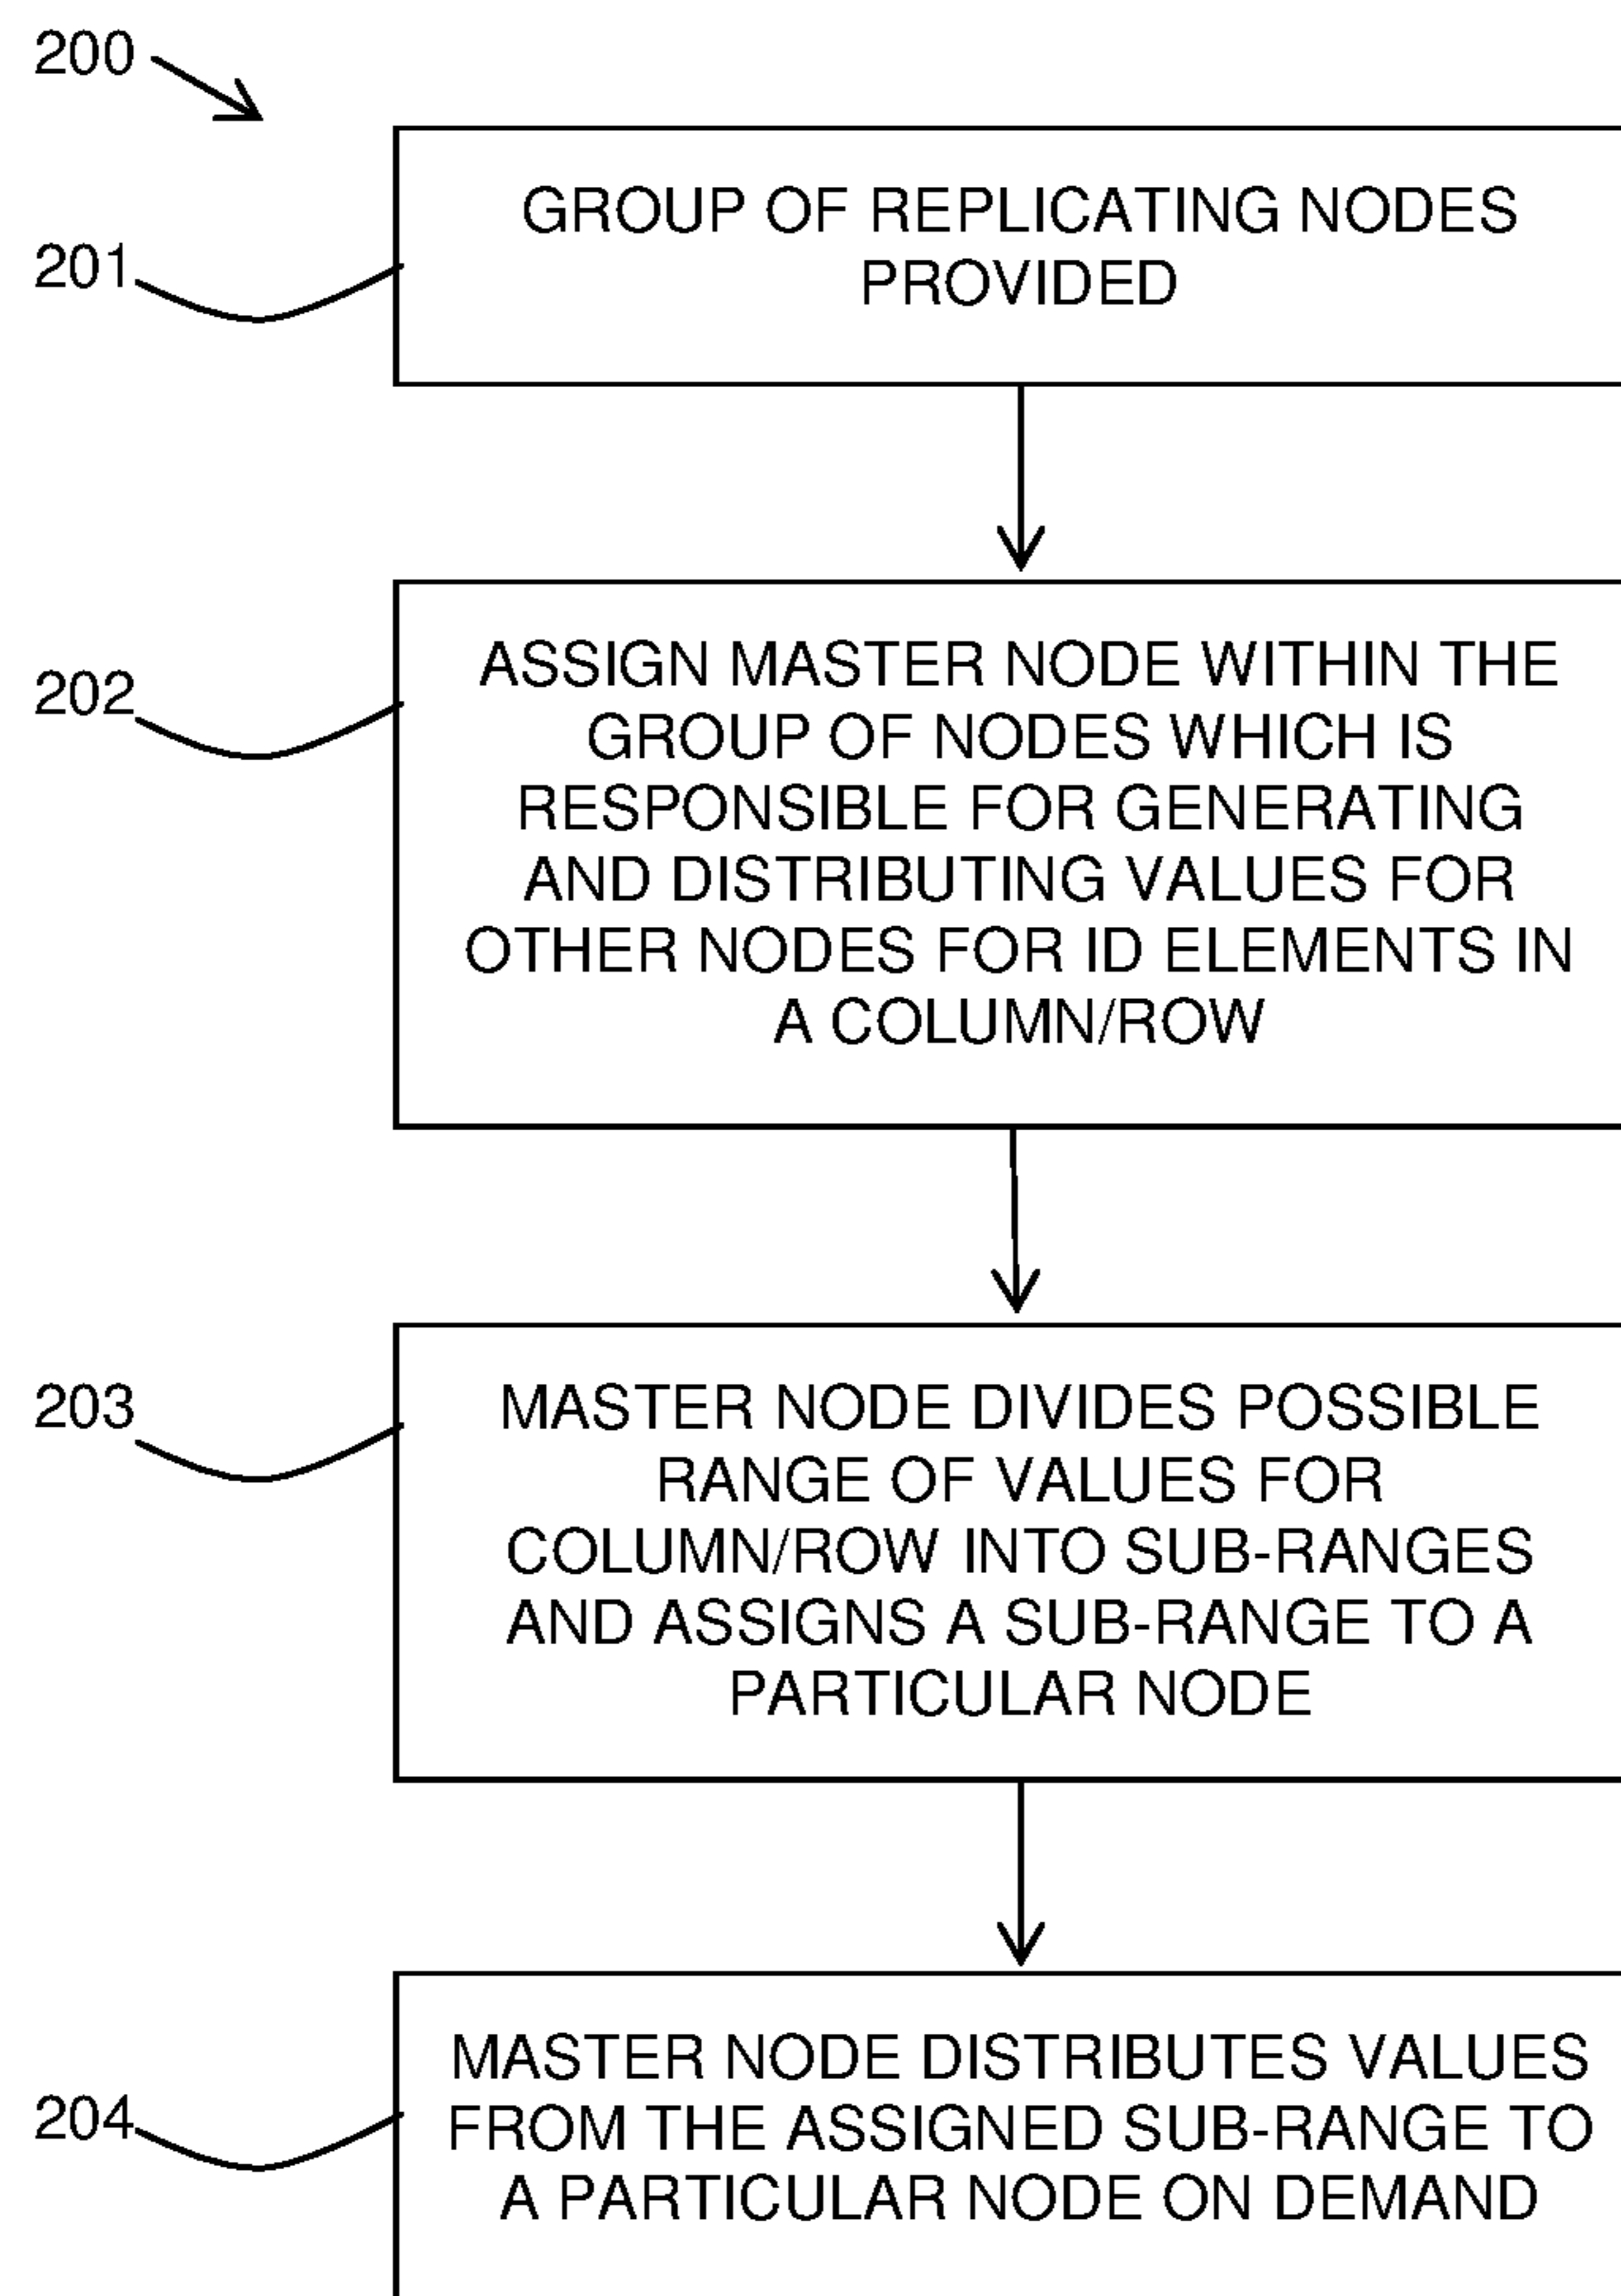 200
GROUP OF REPLICATING NODES
PROVIDED
201
ASSIGN MASTER NODE WITHIN THE
GROUP OF NODES WHICH IS
RESPONSIBLE FOR GENERATING
AND DISTRIBUTING VALUES FOR
OTHER NODES FOR ID ELEMENTS IN
A COLUMN/ROW
202
MASTER NODE DIVIDES POSSIBLE
RANGE OF VALUES FOR
COLUMN/ROW INTO SUB-RANGES
AND ASSIGNS A SUB-RANGE TO A
PARTICULAR NODE
203
MASTER NODE DISTRIBUTES VALUES
FROM THE ASSIGNED SUB-RANGE TO
A PARTICULAR NODE ON DEMAND
204